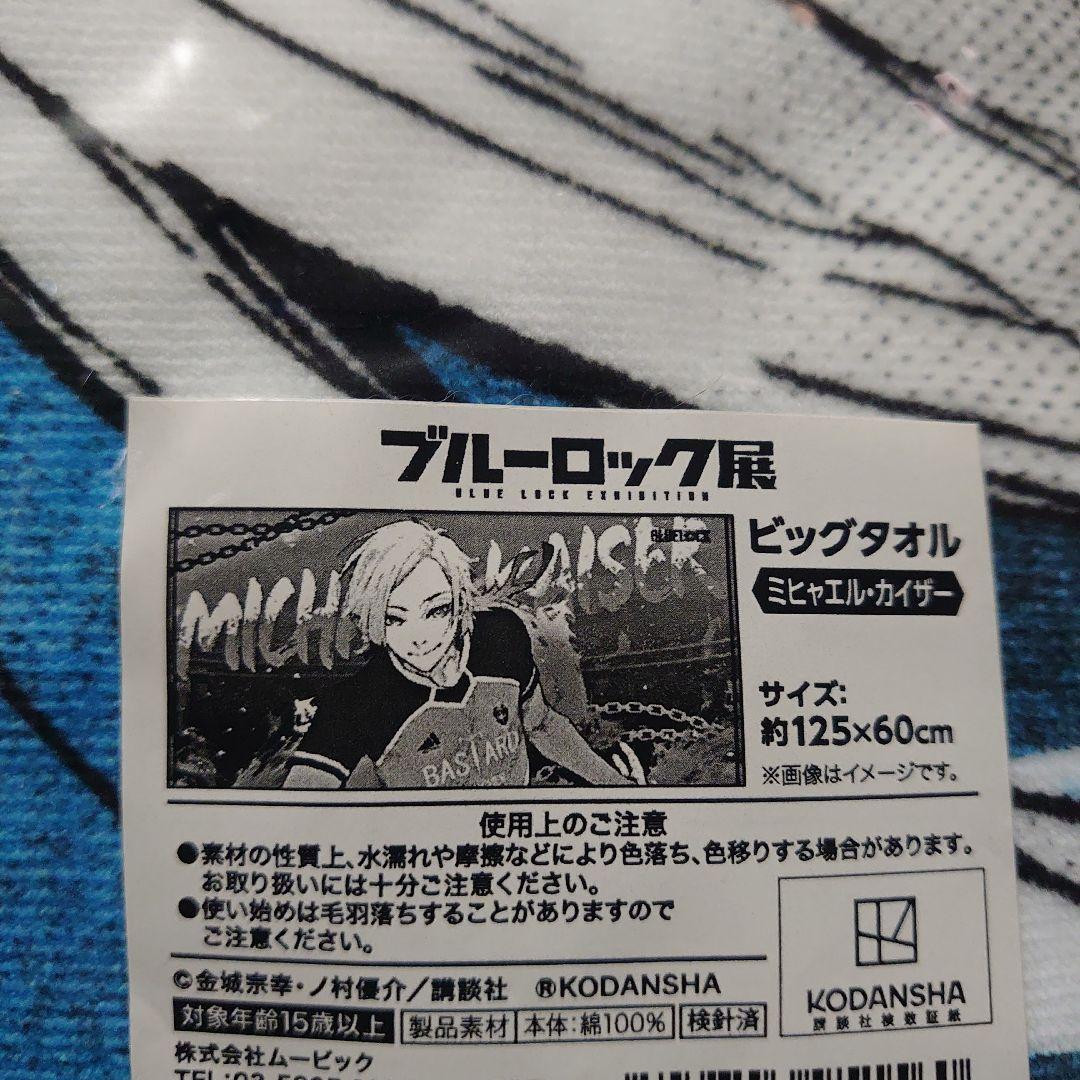 ブルーロック展
BLUE LOCK EXHIBITION
BLUELOCK
MICHAEL KAISER
BASTARD
ビッグタオル
ミヒャエル・カイザー
サイズ:
約125×60cm
※画像はイメージです。
使用上のご注意
●素材の性質上、水濡れや摩擦などにより色落ち、色移りする場合があります。
お取り扱いには十分ご注意ください。
●使い始めは毛羽落ちすることがありますので
ご注意ください。
©金城宗幸・ノ村優介／講談社 ®KODANSHA
対象年齢15歳以上 製品素材 本体:綿100% 検針済
KODANSHA
講談社検数証紙
株式会社ムービック